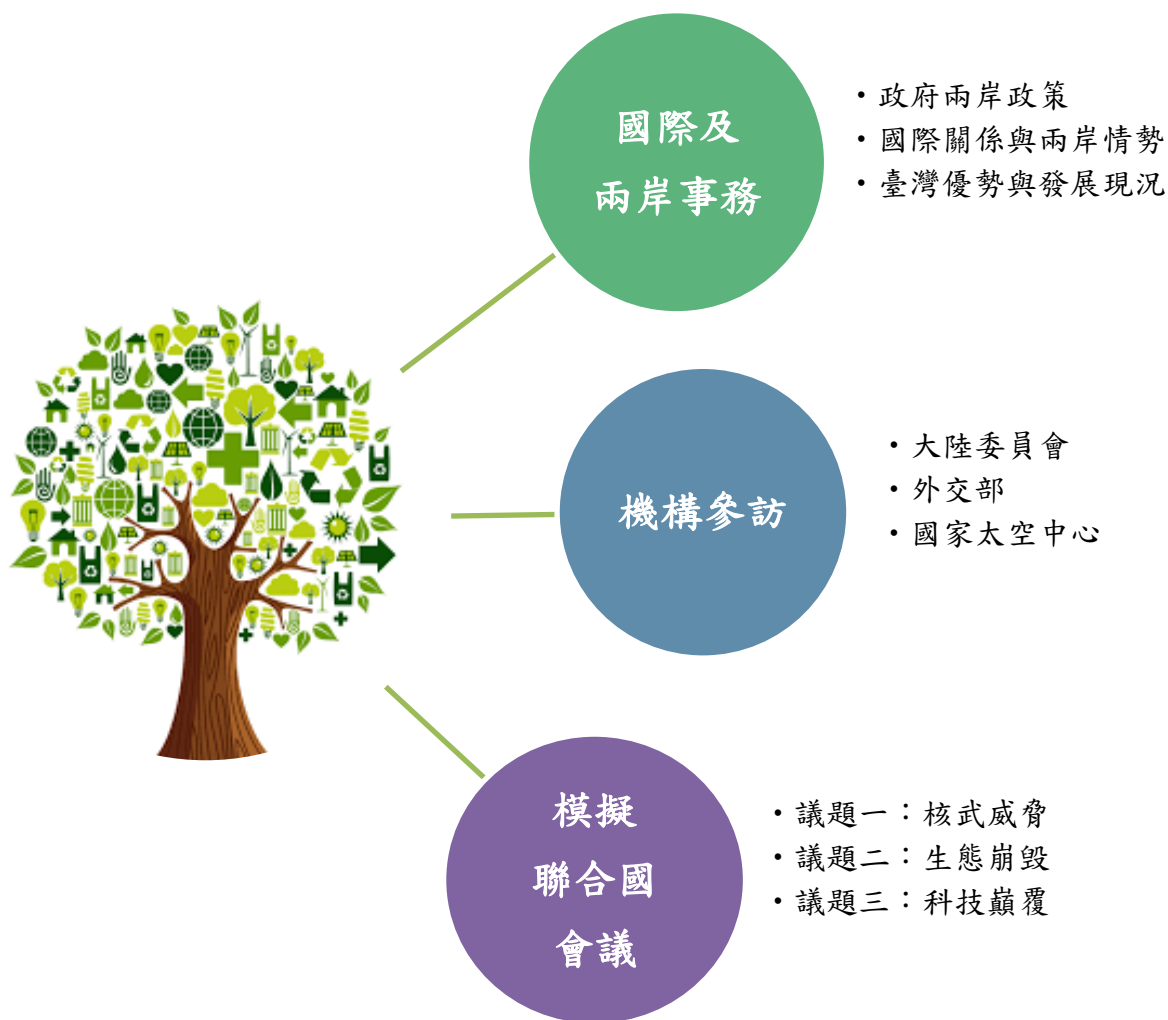 國際及
兩岸事務
・政府兩岸政策
・國際關係與兩岸情勢
・臺灣優勢與發展現況
機構參訪
・大陸委員會
・外交部
・國家太空中心
模擬
聯合國
會議
・議題一：核武威脅
・議題二：生態崩毀
・議題三：科技巔覆